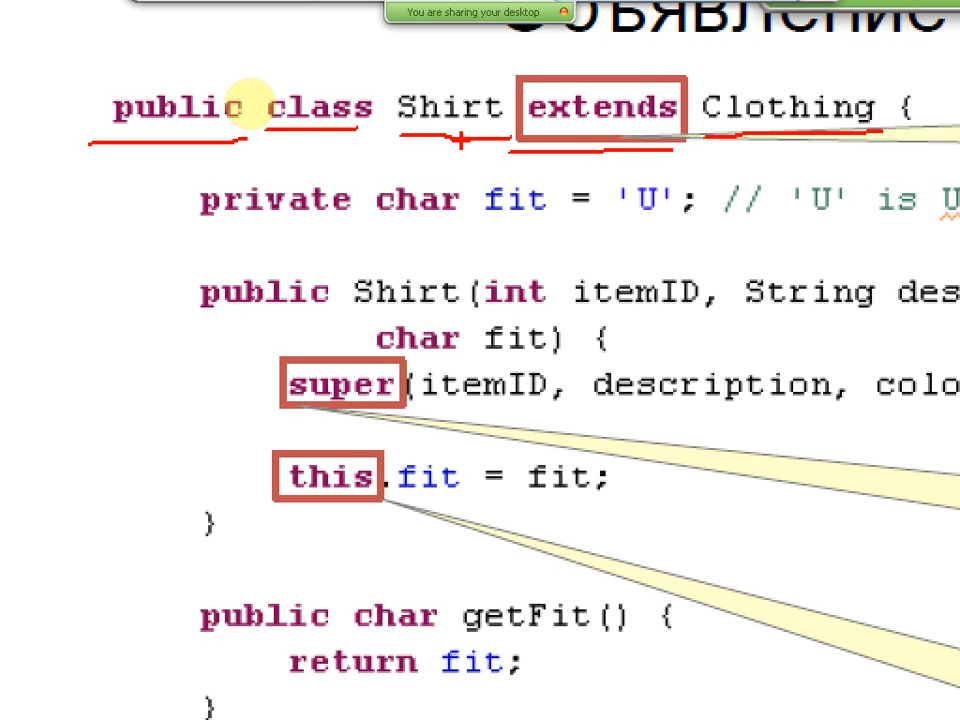 You are sharing your desktop
Объявление
public class Shirt extends Clothing {
private char fit = 'U'; // 'U' is U
public Shirt(int itemID, String des
char fit) {
super(itemID, description, colo
this.fit = fit;
}
public char getFit() {
return fit;
}